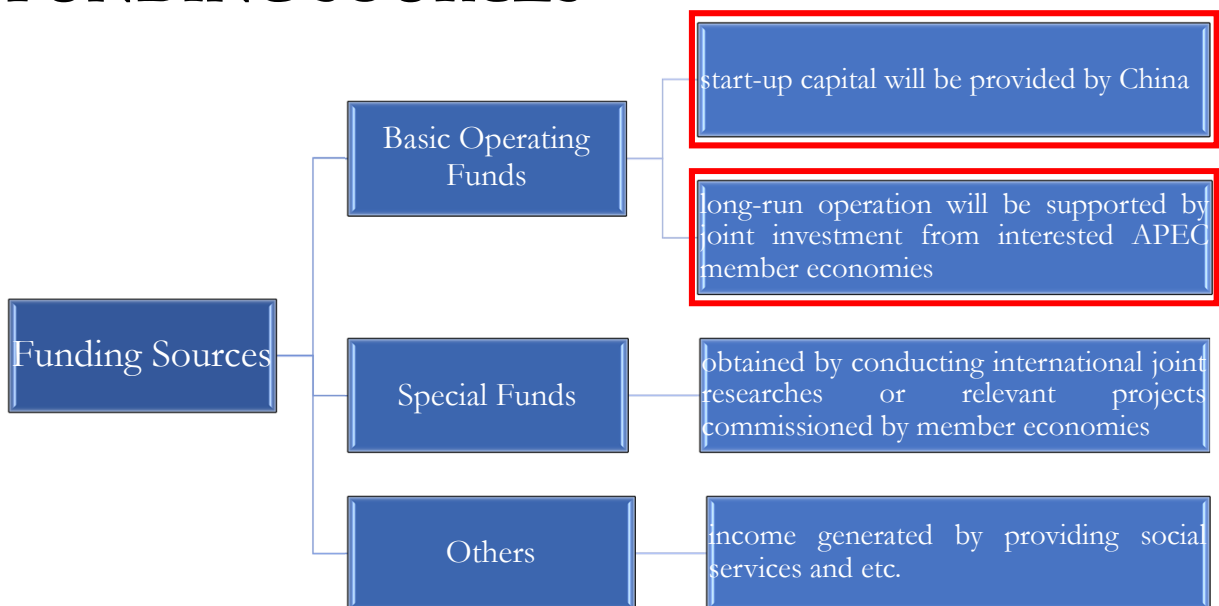 FUNDING SOURCES
start-up capital will be provided by China
Basic Operating
Funds
long-run operation will be supported by
joint investment from interested APEC
member economies
Funding Sources
Special Funds
obtained by conducting international joint
researches or relevant projects
commissioned by member economies
Others
income generated by providing social
services and etc.